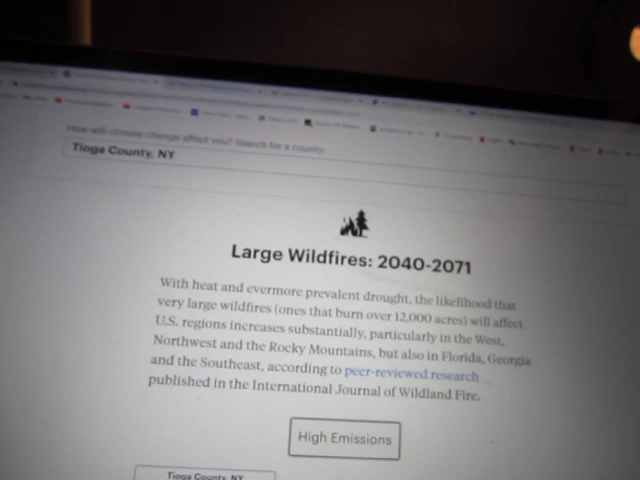 How will climate change affect you? Search for a county:
Tioga County, NY
Large Wildfires: 2040-2071
With heat and evermore prevalent drought, the likelihood that
very large wildfires (ones that burn over 12,000 acres) will affect
U.S. regions increases substantially, particularly in the West,
Northwest and the Rocky Mountains, but also in Florida, Georgia
and the Southeast, according to peer-reviewed research
published in the International Journal of Wildland Fire.
High Emissions
Tioga County, NY